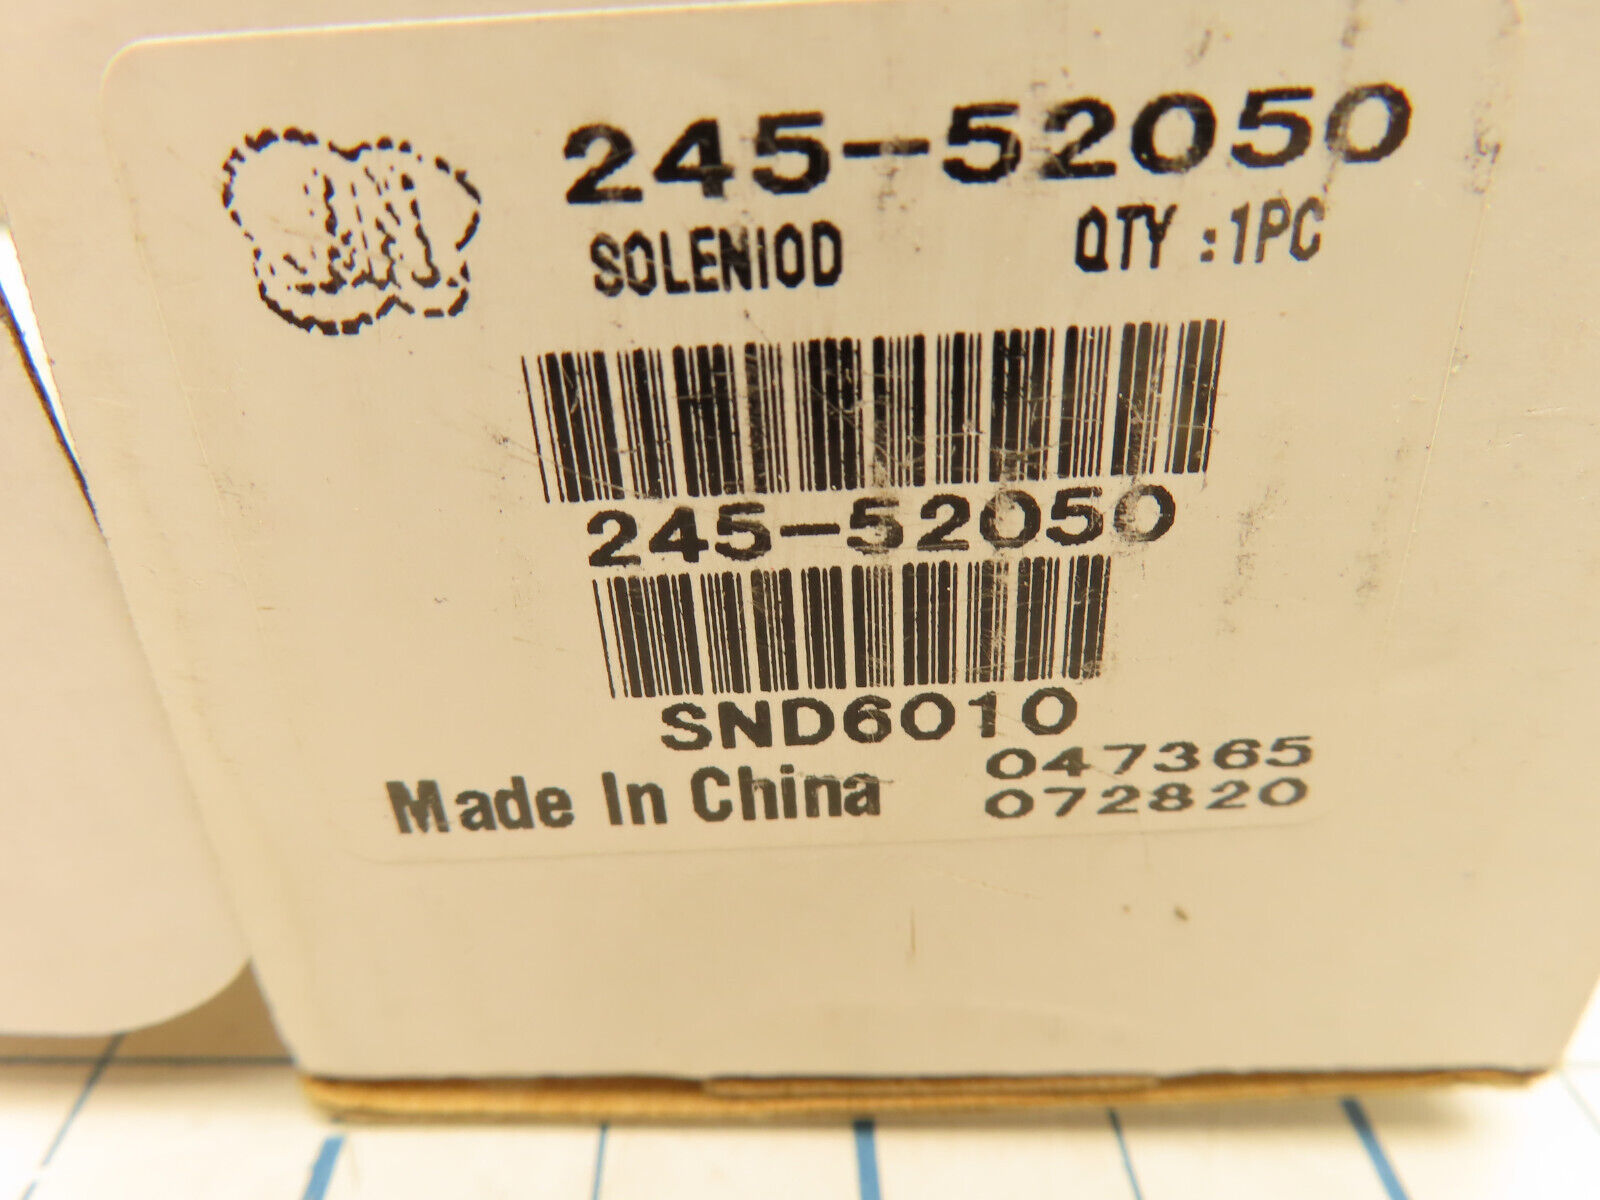 245-52050
SOLENIOD QTY :1PC
245-52050
SND6010
Made In China 047365
072820